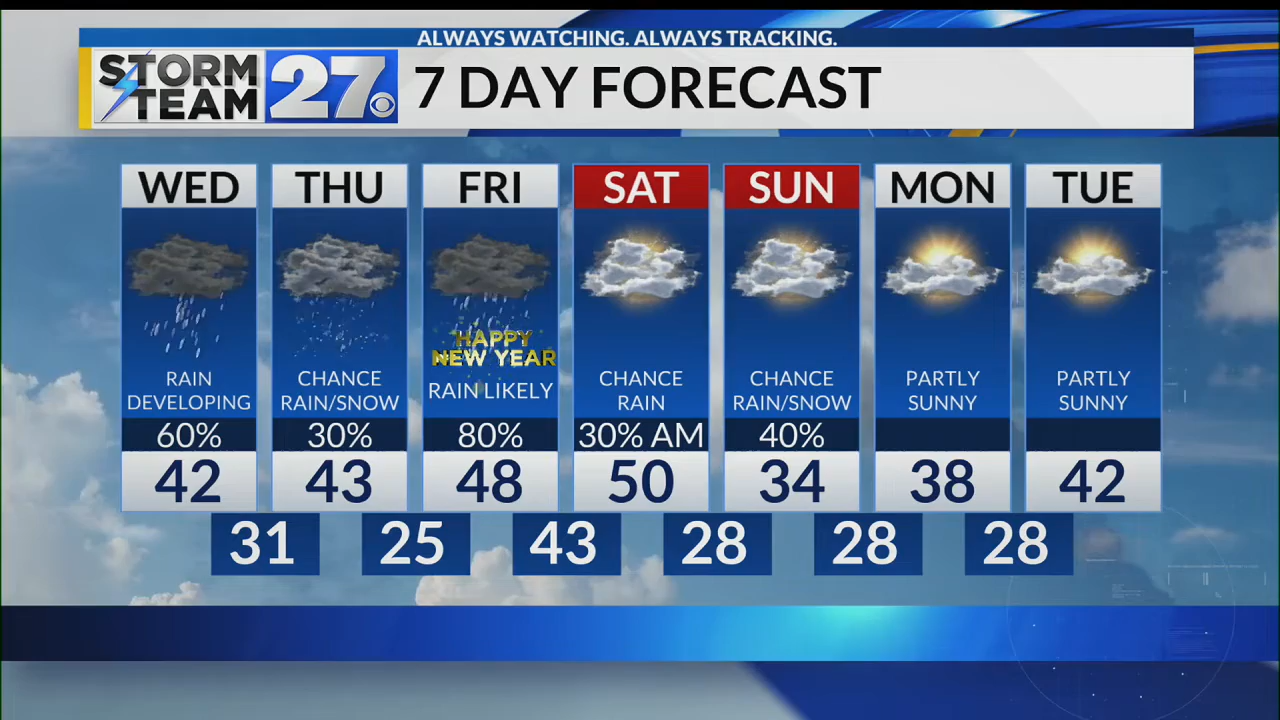 ALWAYS WATCHING. ALWAYS TRACKING.
STORM
TEAM
27
7 DAY FORECAST
WED
THU
FRI
SAT
SUN
MON
TUE
HAPPY
NEW YEAR
RAIN
DEVELOPING
CHANCE
RAIN/SNOW
RAIN LIKELY
CHANCE
RAIN
CHANCE
RAIN/SNOW
PARTLY
SUNNY
PARTLY
SUNNY
60%
30%
80%
30% AM
40%
42
43
48
50
34
38
42
31
25
43
28
28
28